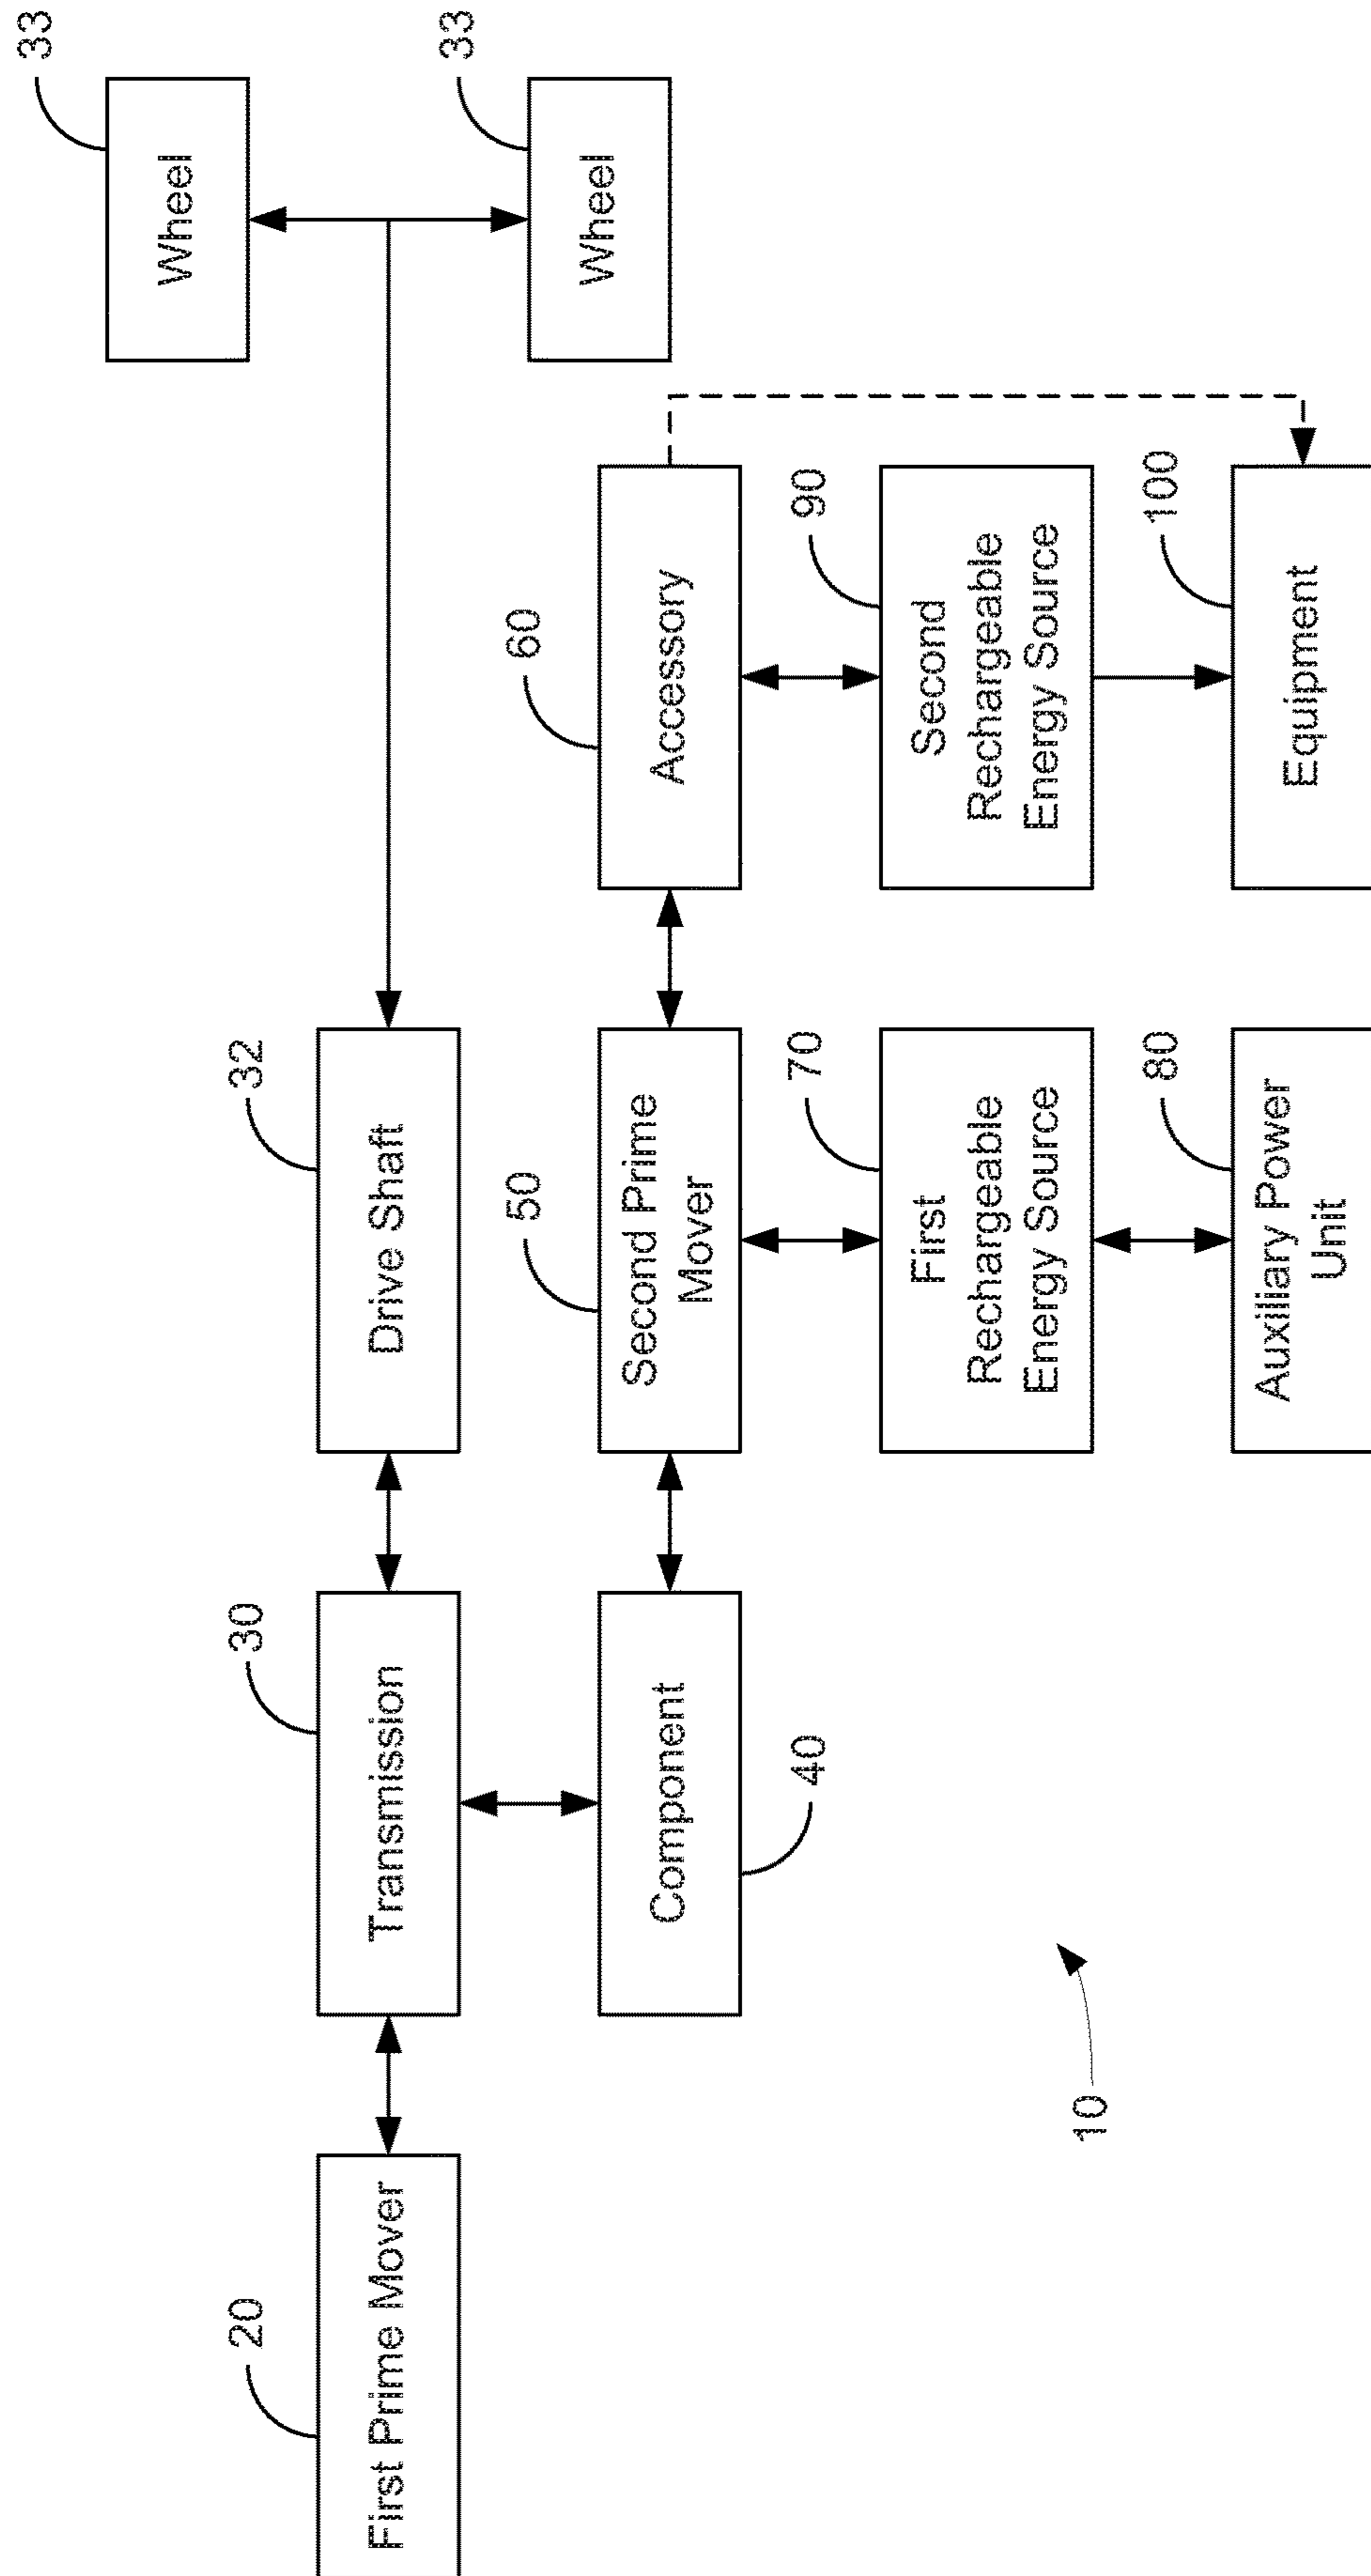 33
Wheel
33
Wheel
20
First Prime Mover
30
Transmission
32
Drive Shaft
40
Component
50
Second Prime
Mover
60
Accessory
70
First
Rechargeable
Energy Source
90
Second
Rechargeable
Energy Source
80
Auxiliary Power
Unit
100
Equipment
10